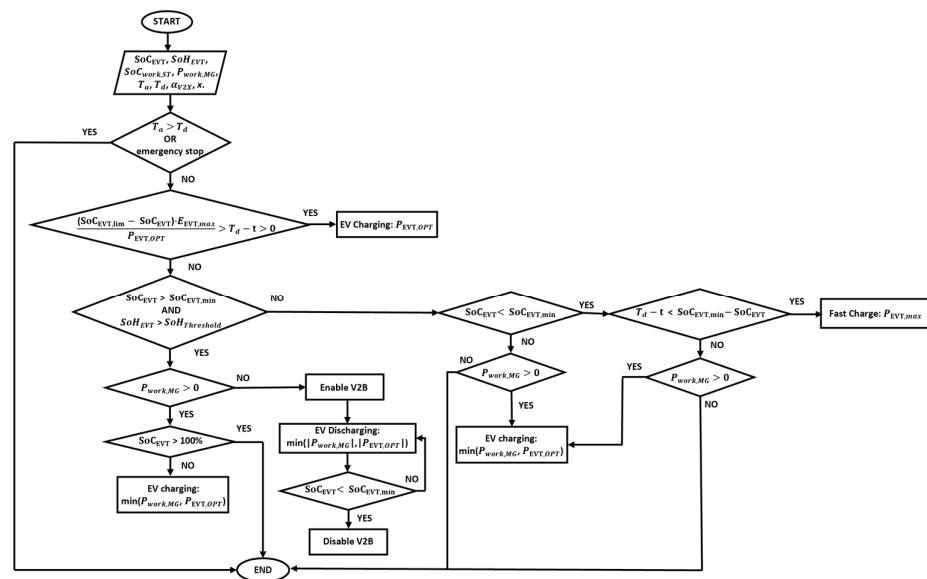 START
SoC_EVT, SoH_EVT,
SoC_work,ST, P_work,MG,
T_a, T_d, α_V2X, x.
YES
T_a > T_d
OR
emergency stop
NO
(SoC_EVT,lim − SoC_EVT)·E_EVT,max
P_EVT,OPT
> T_d − t > 0
YES
EV Charging: P_EVT,OPT
NO
SoC_EVT > SoC_EVT,min
AND
SoH_EVT > SoH_Threshold
NO
SoC_EVT < SoC_EVT,min
YES
T_d − t < SoC_EVT,min − SoC_EVT
YES
Fast Charge: P_EVT,max
YES
NO
NO
P_work,MG > 0
NO
Enable V2B
NO
P_work,MG > 0
YES
YES
P_work,MG > 0
NO
YES
SoC_EVT > 100%
YES
EV Discharging:
min(|P_work,MG|,|P_EVT,OPT|)
EV charging:
min(P_work,MG, P_EVT,OPT)
NO
EV charging:
min(P_work,MG, P_EVT,OPT)
SoC_EVT < SoC_EVT,min
NO
YES
Disable V2B
END